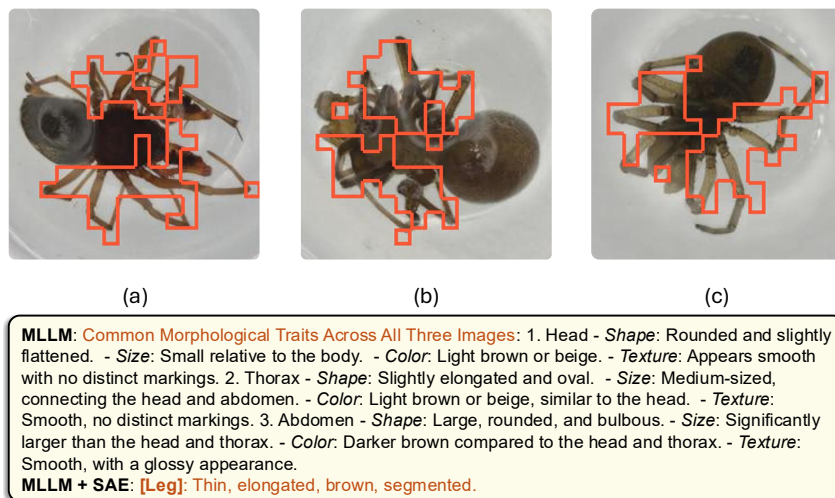 (a)
(b)
(c)
MLLM: Common Morphological Traits Across All Three Images: 1. Head - Shape: Rounded and slightly
flattened. - Size: Small relative to the body. - Color: Light brown or beige. - Texture: Appears smooth
with no distinct markings. 2. Thorax - Shape: Slightly elongated and oval. - Size: Medium-sized,
connecting the head and abdomen. - Color: Light brown or beige, similar to the head. - Texture:
Smooth, no distinct markings. 3. Abdomen - Shape: Large, rounded, and bulbous. - Size: Significantly
larger than the head and thorax. - Color: Darker brown compared to the head and thorax. - Texture:
Smooth, with a glossy appearance.
MLLM + SAE: [Leg]: Thin, elongated, brown, segmented.